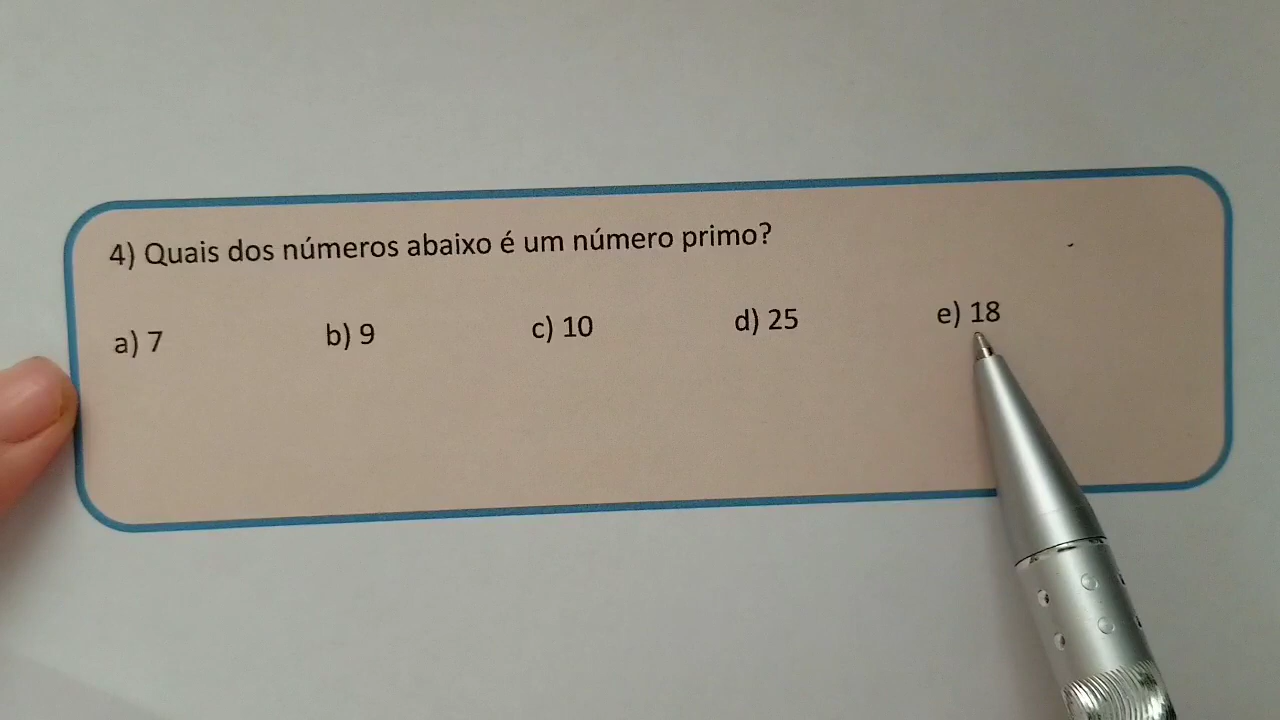 4) Quais dos números abaixo é um número primo?
a) 7 b) 9 c) 10 d) 25 e) 18